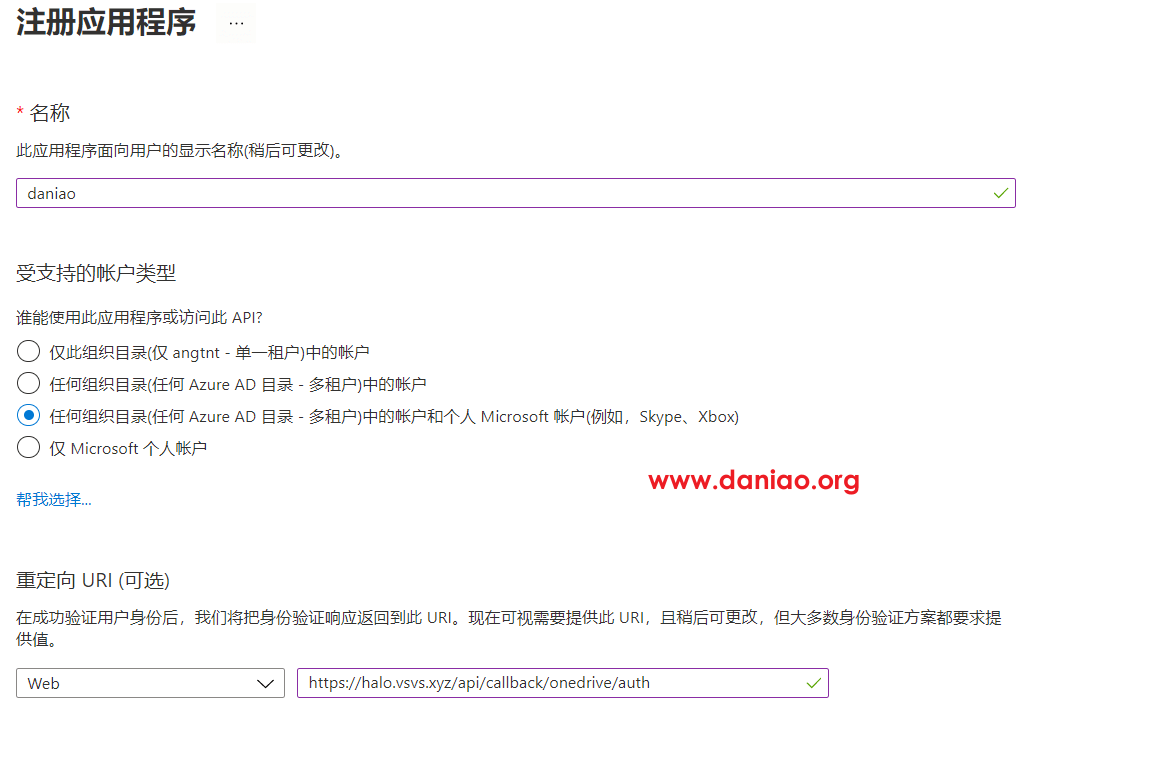 注册应用程序 ...
* 名称
此应用程序面向用户的显示名称(稍后可更改)。
daniao
受支持的帐户类型
谁能使用此应用程序或访问此 API?
仅此组织目录(仅 angtnt - 单一租户)中的帐户
任何组织目录(任何 Azure AD 目录 - 多租户)中的帐户
任何组织目录(任何 Azure AD 目录 - 多租户)中的帐户和个人 Microsoft 帐户(例如，Skype、Xbox)
仅 Microsoft 个人帐户
www.daniao.org
帮我选择...
重定向 URI (可选)
在成功验证用户身份后，我们将把身份验证响应返回到此 URI。现在可视需要提供此 URI，且稍后可更改，但大多数身份验证方案都要求提
供值。
Web
https://halo.vsvs.xyz/api/callback/onedrive/auth